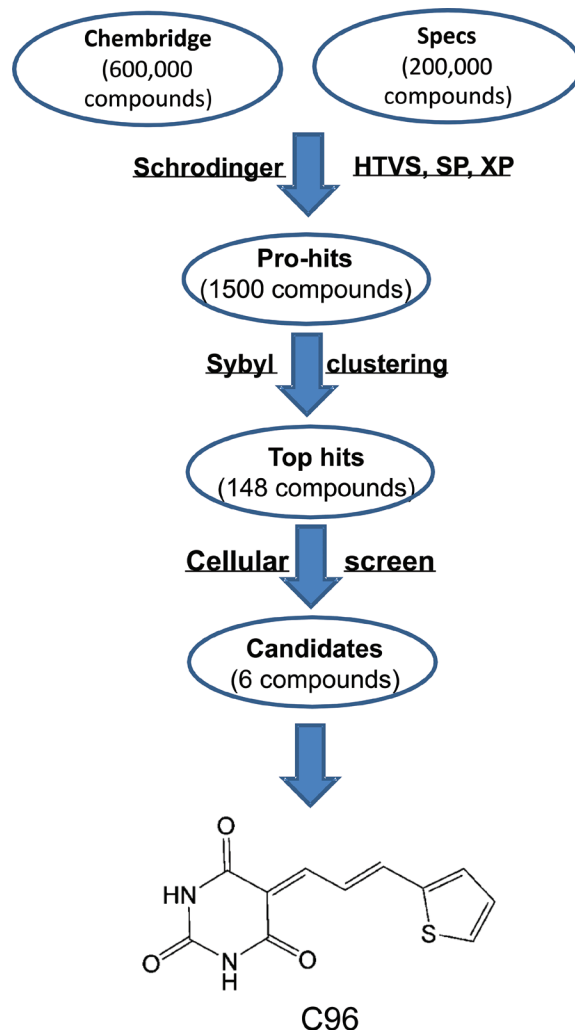 Chembridge
(600,000
compounds)
Specs
(200,000
compounds)
Schrodinger HTVS, SP, XP
Pro-hits
(1500 compounds)
Sybyl clustering
Top hits
(148 compounds)
Cellular screen
Candidates
(6 compounds)
O
NH
O
N
H
O
S
C96